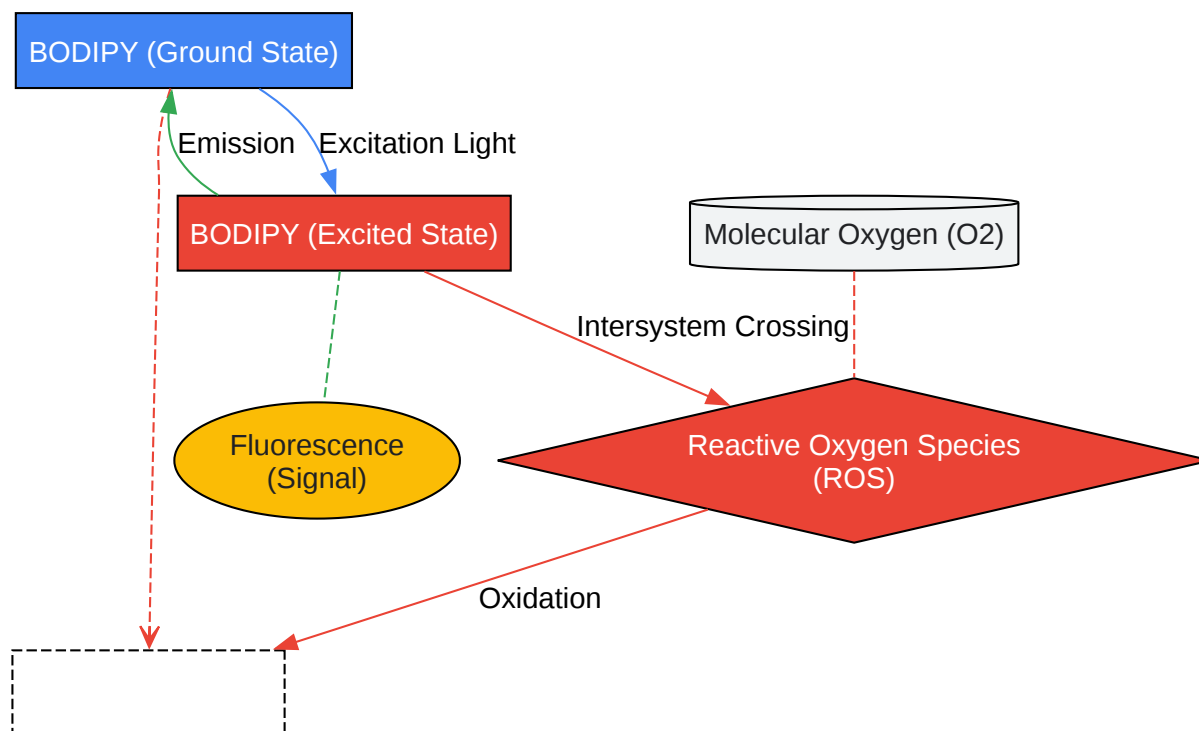 BODIPY (Ground State)
Emission
Excitation Light
BODIPY (Excited State)
Molecular Oxygen (O2)
Intersystem Crossing
Fluorescence
(Signal)
Reactive Oxygen Species
(ROS)
Oxidation